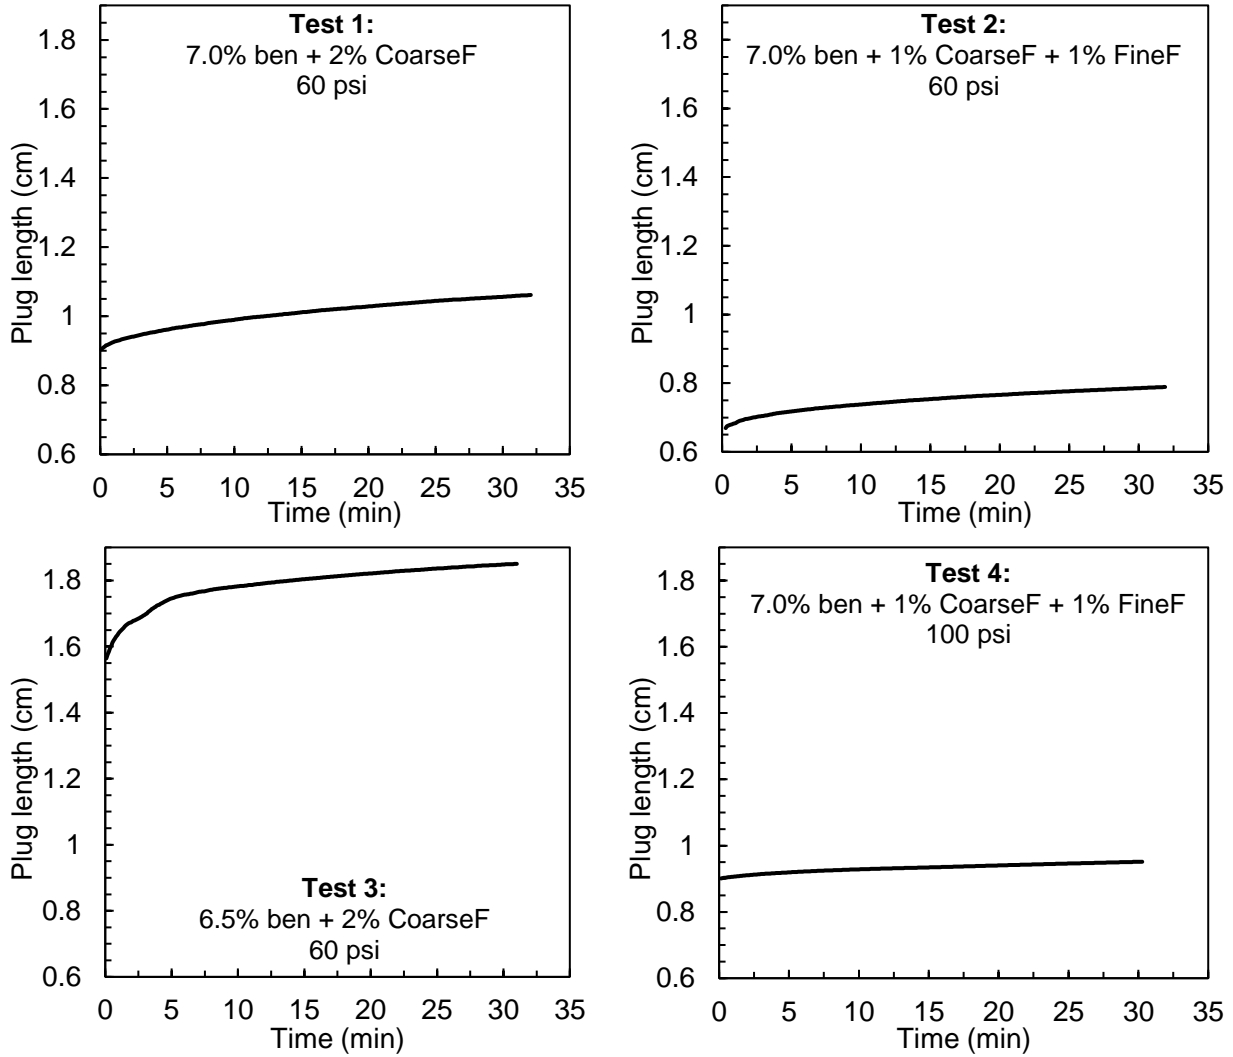 Test 1:
7.0% ben + 2% CoarseF
60 psi
Plug length (cm)
1.8
1.6
1.4
1.2
1
0.8
0.6
0 5 10 15 20 25 30 35
Time (min)
Test 2:
7.0% ben + 1% CoarseF + 1% FineF
60 psi
Plug length (cm)
1.8
1.6
1.4
1.2
1
0.8
0.6
0 5 10 15 20 25 30 35
Time (min)
Test 3:
6.5% ben + 2% CoarseF
60 psi
Plug length (cm)
1.8
1.6
1.4
1.2
1
0.8
0.6
0 5 10 15 20 25 30 35
Time (min)
Test 4:
7.0% ben + 1% CoarseF + 1% FineF
100 psi
Plug length (cm)
1.8
1.6
1.4
1.2
1
0.8
0.6
0 5 10 15 20 25 30 35
Time (min)